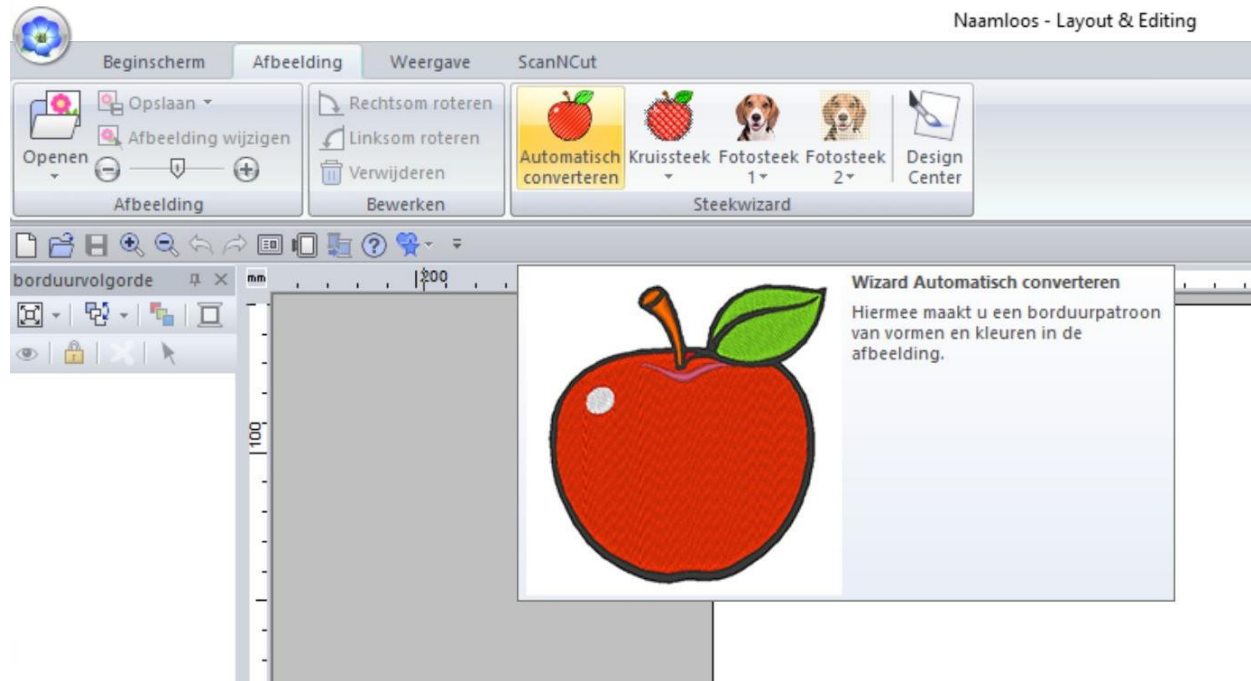 Naamloos - Layout & Editing
Beginscherm Afbeelding Weergave ScanNCut
Openen
Opslaan
Afbeelding wijzigen
Afbeelding
Rechtsom roteren
Linksom roteren
Verwijderen
Bewerken
Automatisch
converteren
Kruissteek
Fotosteek
1
Fotosteek
2
Design
Center
Steekwizard
borduurvolgorde
mm
200
100
Wizard Automatisch converteren
Hiermee maakt u een borduurpatroon
van vormen en kleuren in de
afbeelding.